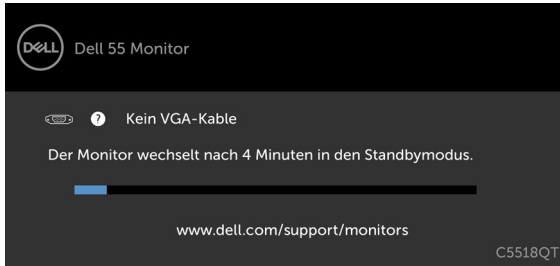 DELL
Dell 55 Monitor
? Kein VGA-Kable
Der Monitor wechselt nach 4 Minuten in den Standbymodus.
www.dell.com/support/monitors
C5518QT